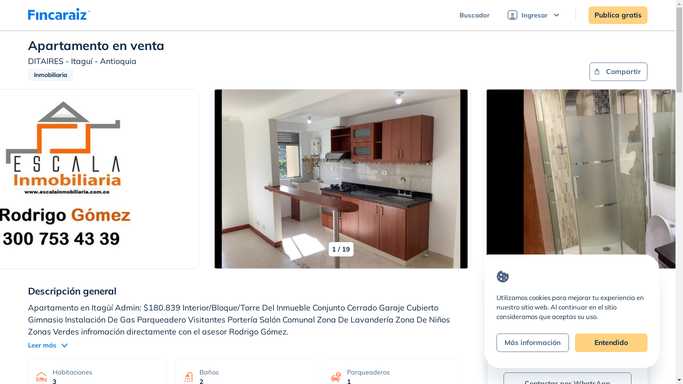 Fincaraiz
Buscador
Ingresar
Publica gratis
Apartamento en venta
DITAIRES - Itaguí - Antioquia
Inmobiliaria
Compartir
ESCALA
Inmobiliaria
www.escalainmobiliaria.com.co
Rodrigo Gómez
300 753 43 39
1 / 19
Descripción general
Apartamento en Itagüí Admin: $180.839 Interior/Bloque/Torre Del Inmueble Conjunto Cerrado Garaje Cubierto
Gimnasio Instalación De Gas Parqueadero Visitantes Portería Salón Comunal Zona De Lavandería Zona De Niños
Zonas Verdes infromación directamente con el asesor Rodrigo Gómez.
Leer más
Habitaciones
3
Baños
2
Parqueaderos
1
Utilizamos cookies para mejorar tu experiencia en
nuestro sitio web. Al continuar en el sitio
consideramos que aceptas su uso.
Más información
Entendido
Contactar por WhatsApp